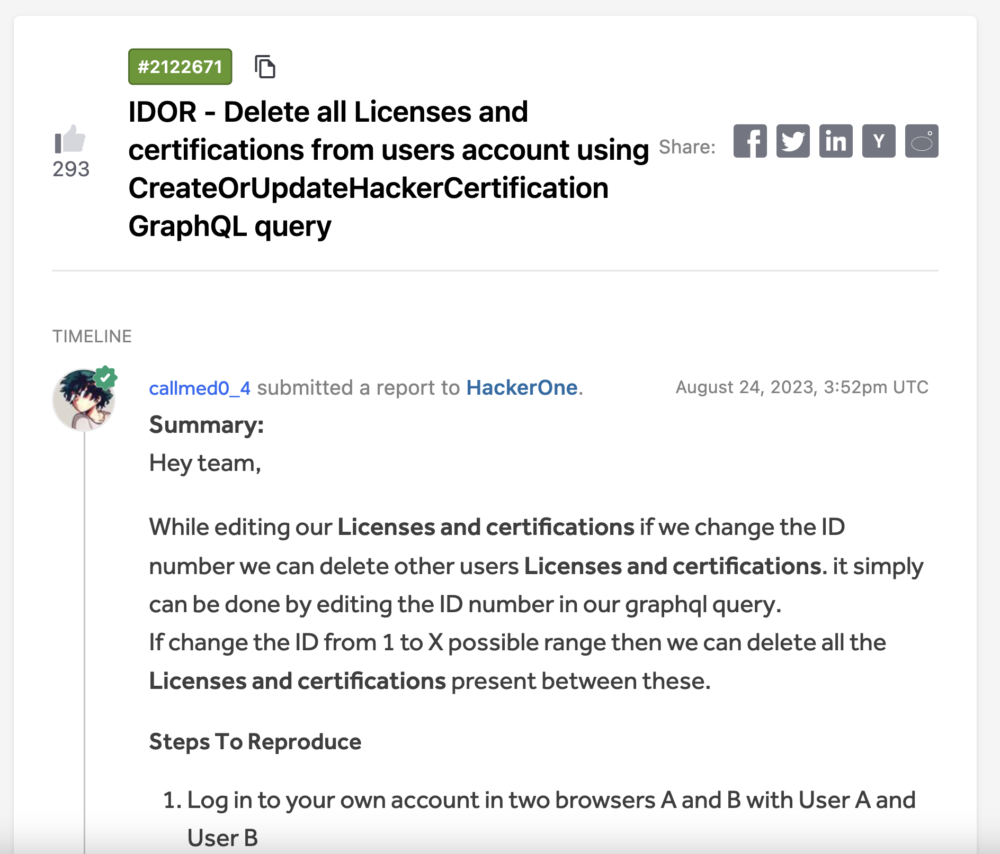 #2122671
IDOR - Delete all Licenses and
certifications from users account using
CreateOrUpdateHackerCertification
GraphQL query
293
Share:
f
in
Y
TIMELINE
callmed0_4 submitted a report to HackerOne.
August 24, 2023, 3:52pm UTC
Summary:
Hey team,
While editing our Licenses and certifications if we change the ID
number we can delete other users Licenses and certifications. it simply
can be done by editing the ID number in our graphql query.
If change the ID from 1 to X possible range then we can delete all the
Licenses and certifications present between these.
Steps To Reproduce
1. Log in to your own account in two browsers A and B with User A and
User B